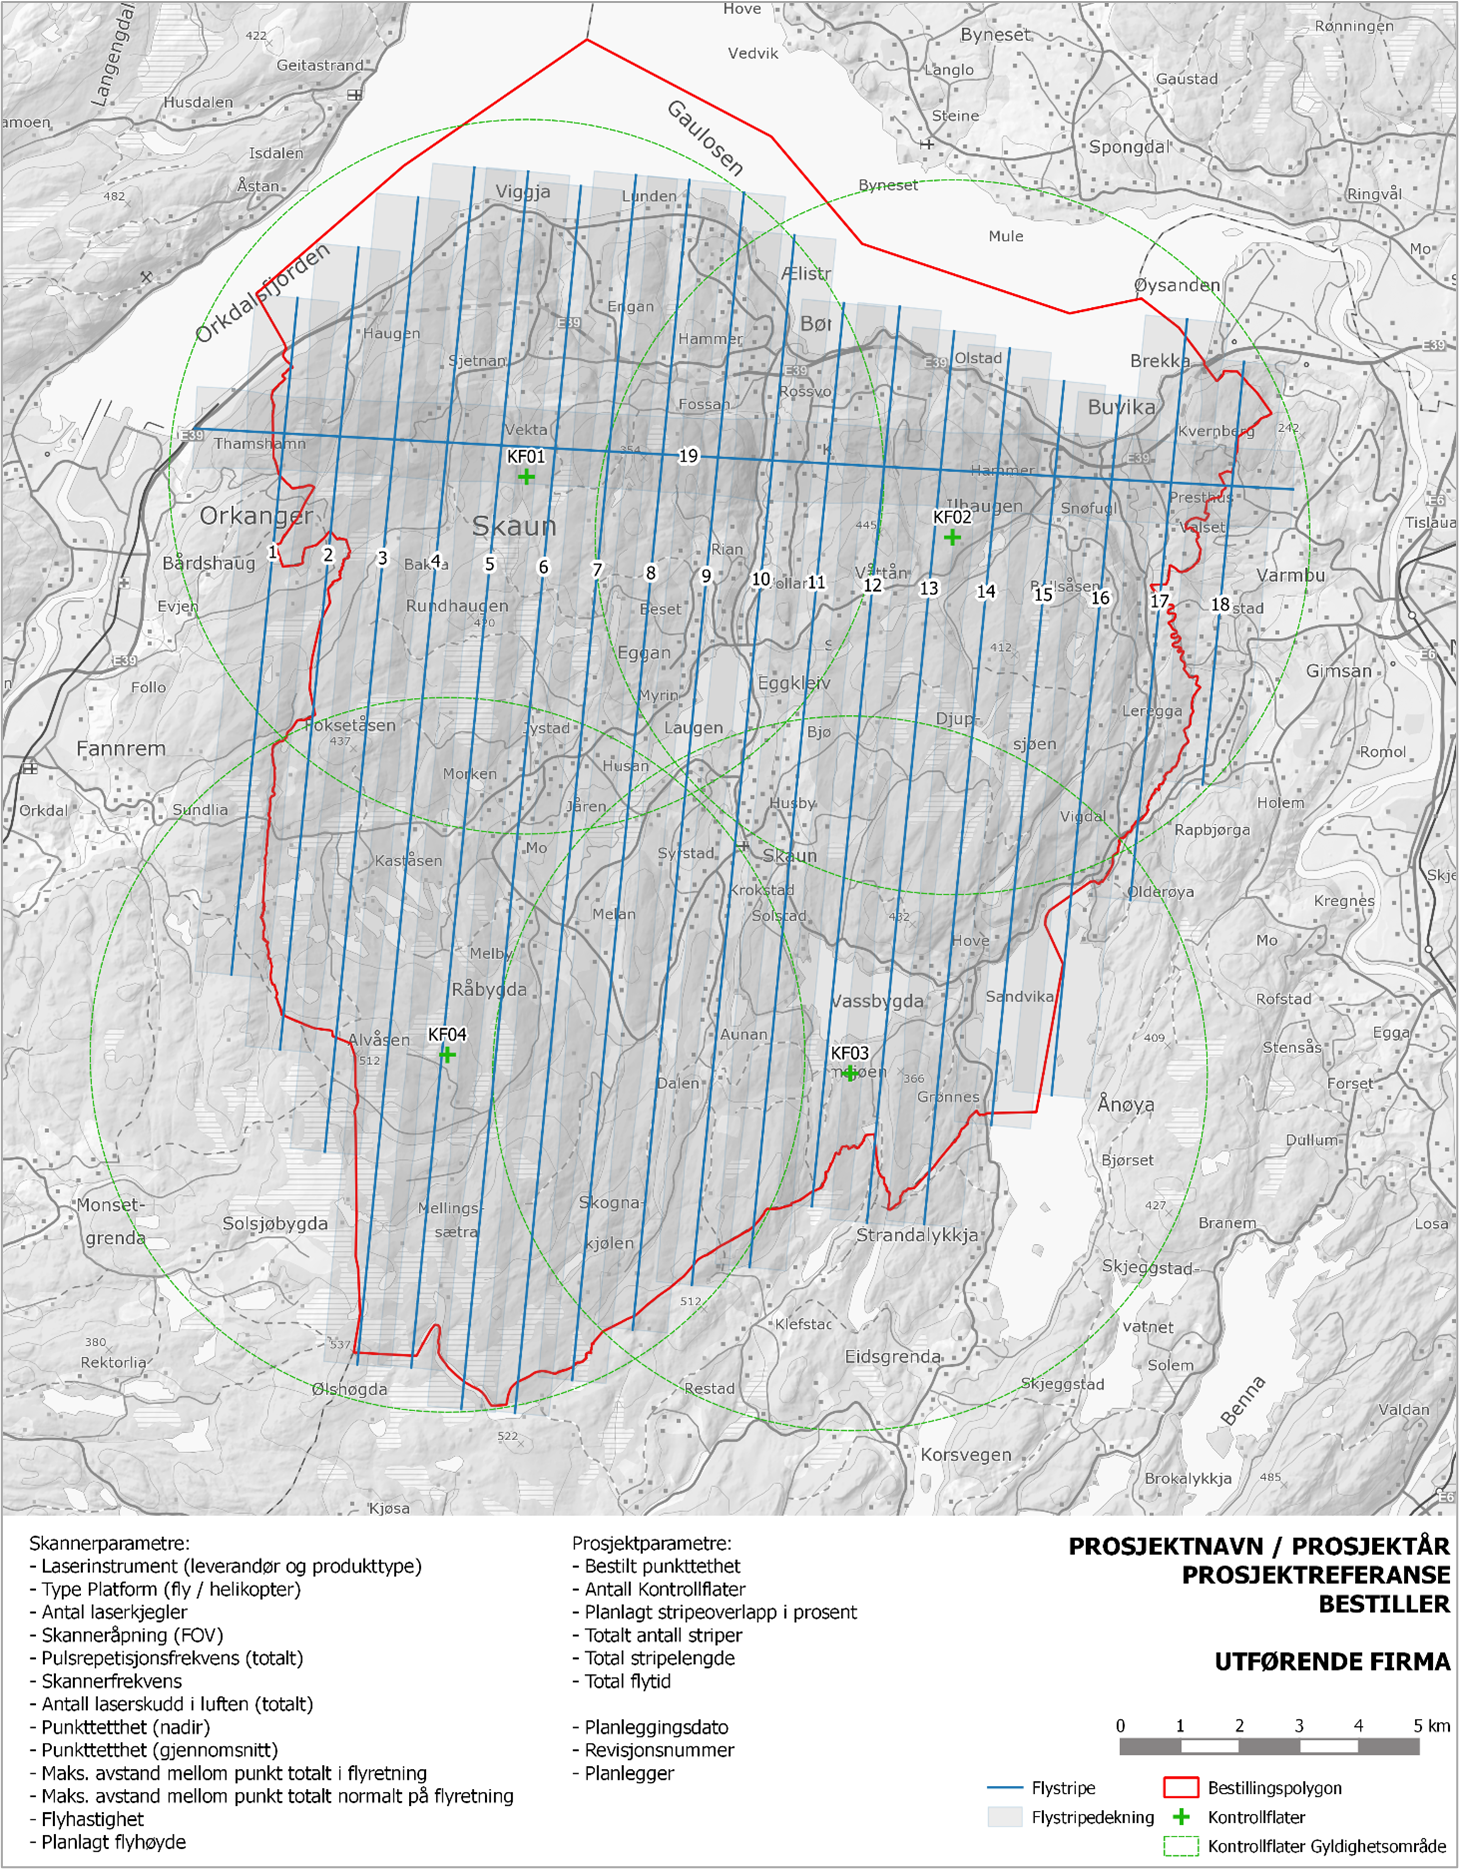 Hove
Byneset
Rønningen
422
Geitastrand
Vedvik
Langlo
Gaustad
Langengdal
Husdalen
Steine
Gaulosen
Spongdal
Isdalen
Åstan
482
Viggja
Lunden
Byneset
Ringvål
Mule
Mo
Orkdalsfjorden
Ælistr
Øysanden
Engan
Haugen
E39
Hammer
Bør
E39
Sjetnan
E39
Olstad
Brekka
E39
Rossvo
Fossan
Buvika
Thamshamn
E39
Vekta
KF01
354
19
K
Hammer
E39
Kvernberg
242
Orkanger
Skaun
445
KF02
Ilhaugen
Snøfugl
Presthus
Valset
E6
Tislaua
Bårdshaug
1
2
3
4
5
6
7
8
9
10
11
12
13
14
15
16
17
18
Rian
Våttån
Varmbu
Evjen
Rundhaugen
420
Beset
stad
E39
Follo
Eggan
S
412
Gimsan
E6
Myrin
Eggkleiv
Fannrem
437
Jystad
Laugen
Bjø
Djup-
sjøen
Leregga
Romol
Morken
Husan
Orkdal
Sundlia
Jåren
Husby
Vigdal
Holem
Rapbjørga
Kaståsen
Mo
Syrstad
Skaun
Krokstad
Olderøya
Skje
Kregnes
Melan
Solstad
432
Melby
Hove
Mo
Råbygda
Vassbygda
Sandvika
Rofstad
Alvåsen
512
KF04
Aunan
KF03
409
Stensås
Egga
Dalen
366
Grønnes
Forset
Ånøya
Dullum
Bjørset
Monset-
grenda
Solsjøbygda
Mellings-
sætra
Skogna-
kjølen
427
Branem
Losa
Strandalykkja
Skjeggstad-
vatnet
512
380
Rektorlia
537
Klefstad
Solem
Ølshøgda
Eidsgrenda
Restad
Skjeggstad
Benna
Valdan
522
Korsvegen
Brokalykkja
485
E6
Kjøsa
Skannerparametre:
- Laserinstrument (leverandør og produkttype)
- Type Platform (fly / helikopter)
- Antal laserkjegler
- Skanneråpning (FOV)
- Pulsrepetisjonsfrekvens (totalt)
- Skannerfrekvens
- Antall laserskudd i luften (totalt)
- Punkttetthet (nadir)
- Punkttetthet (gjennomsnitt)
- Maks. avstand mellom punkt totalt i flyretning
- Maks. avstand mellom punkt totalt normalt på flyretning
- Flyhastighet
- Planlagt flyhøyde
Prosjektparametre:
- Bestilt punkttethet
- Antall Kontrollflater
- Planlagt stripeoverlapp i prosent
- Totalt antall striper
- Total stripelengde
- Total flytid
- Planleggingsdato
- Revisjonsnummer
- Planlegger
PROSJEKTNAVN / PROSJEKTÅR
PROSJEKTREFERANSE
BESTILLER
UTFØRENDE FIRMA
0 1 2 3 4 5 km
Flystripe
Bestillingspolygon
Flystripedekning
Kontrollflater
Kontrollflater Gyldighetsområde